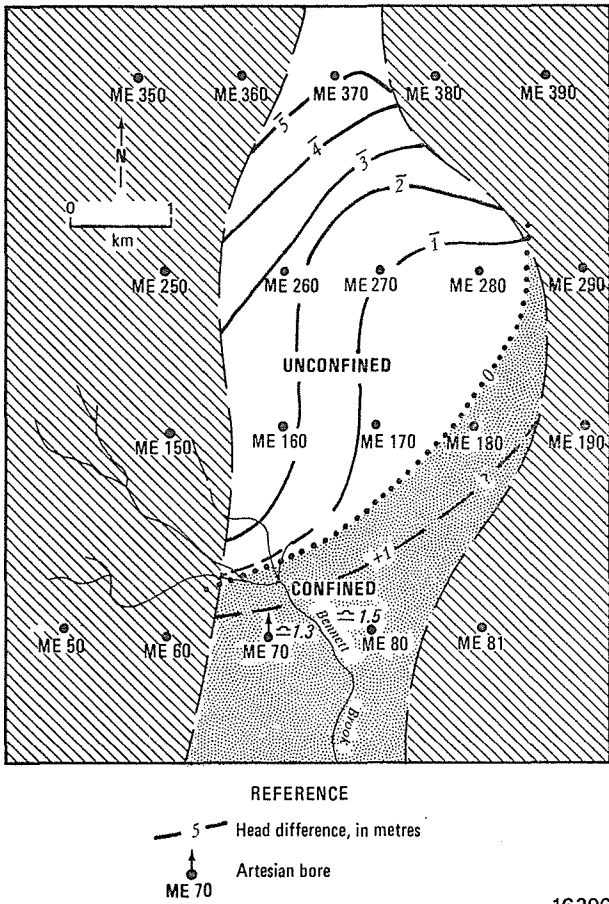 ME 350 ME 360 ME 370 ME 380 ME 390
5̅
4̅
N
3̅
2̅
0 1
km
1̅
ME 250 ME 260 ME 270 ME 280 ME 290
UNCONFINED
0
ME 150 ME 160 ME 170 ME 180 ME 190
?
+1
CONFINED
Bennett
≏ 1.5
≏ 1.3
ME 50 ME 60 ME 70 ME 80 ME 81
Brook
REFERENCE
5 Head difference, in metres
Artesian bore
ME 70